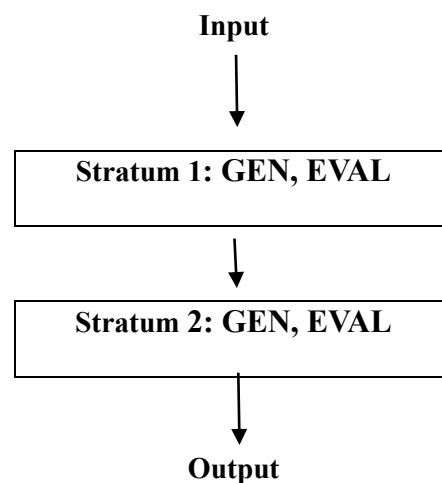 Input
Stratum 1: GEN, EVAL
Stratum 2: GEN, EVAL
Output